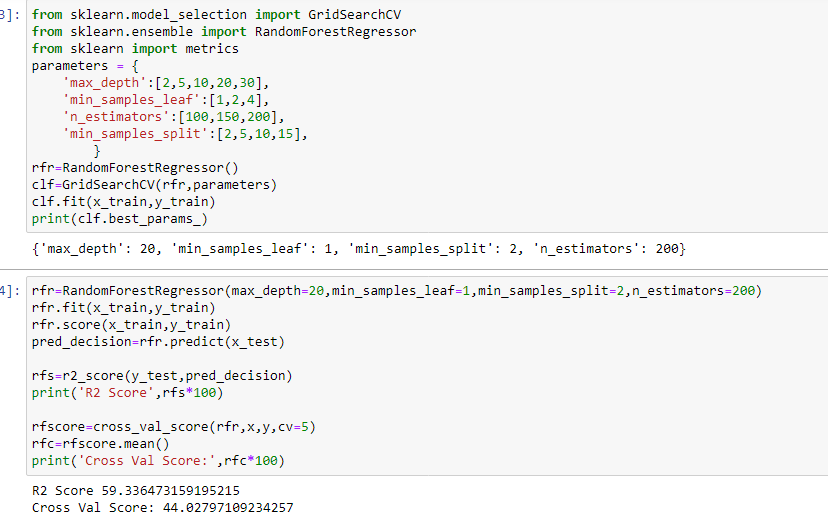 3]: from sklearn.model_selection import GridSearchCV
from sklearn.ensemble import RandomForestRegressor
from sklearn import metrics
parameters = {
'max_depth':[2,5,10,20,30],
'min_samples_leaf':[1,2,4],
'n_estimators':[100,150,200],
'min_samples_split':[2,5,10,15],
}
rfr=RandomForestRegressor()
clf=GridSearchCV(rfr,parameters)
clf.fit(x_train,y_train)
print(clf.best_params_)
{'max_depth': 20, 'min_samples_leaf': 1, 'min_samples_split': 2, 'n_estimators': 200}
4]: rfr=RandomForestRegressor(max_depth=20,min_samples_leaf=1,min_samples_split=2,n_estimators=200)
rfr.fit(x_train,y_train)
rfr.score(x_train,y_train)
pred_decision=rfr.predict(x_test)
rfs=r2_score(y_test,pred_decision)
print('R2 Score',rfs*100)
rfscore=cross_val_score(rfr,x,y,cv=5)
rfc=rfscore.mean()
print('Cross Val Score:',rfc*100)
R2 Score 59.336473159195215
Cross Val Score: 44.02797109234257